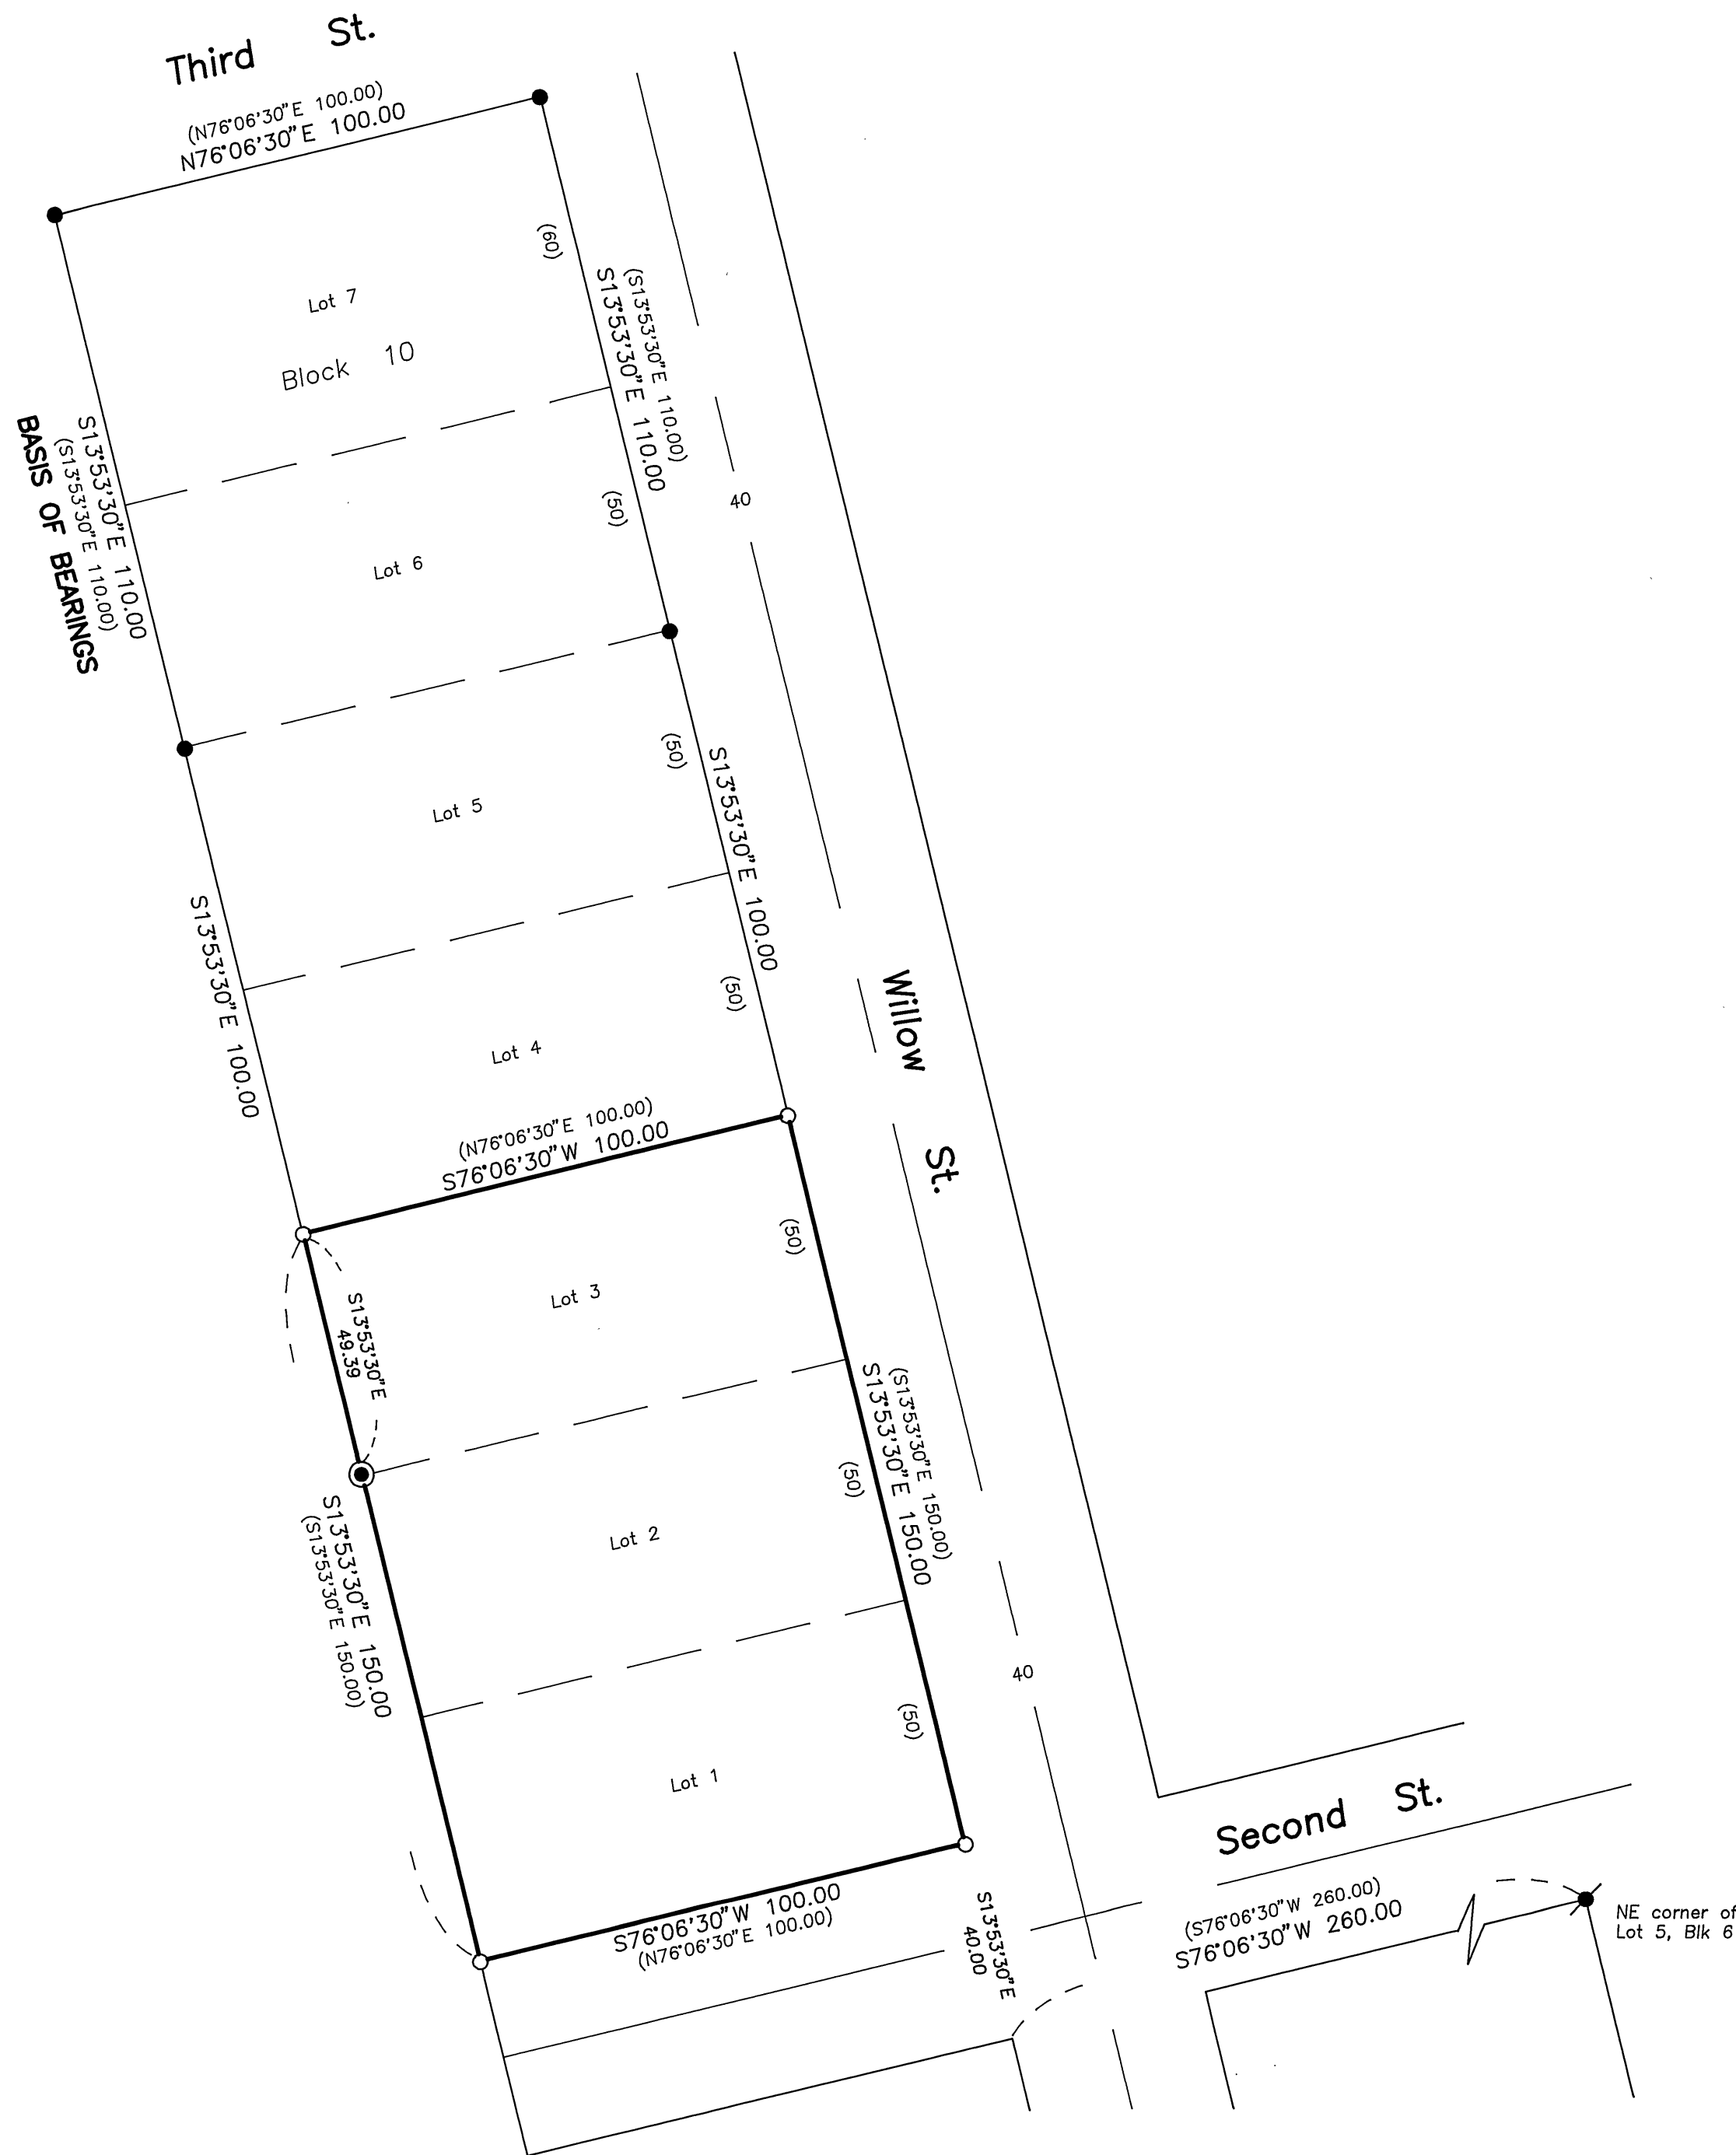 Third St.
(N76°06'30"E 100.00)
N76°06'30"E 100.00
(60)
Lot 7
Block 10
(S13°53'30"E 110.00)
S13°53'30"E 110.00
S13°53'30"E 110.00
(S13°53'30"E 110.00)
BASIS OF BEARINGS
(50)
40
Lot 6
(50)
S13°53'30"E 100.00
Lot 5
S13°53'30"E 100.00
(50)
Willow St.
Lot 4
(N76°06'30"E 100.00)
S76°06'30"W 100.00
(50)
Lot 3
S13°53'30"E
49.39
(S13°53'30"E 150.00)
S13°53'30"E 150.00
(50)
Lot 2
S13°53'30"E 150.00
(S13°53'30"E 150.00)
40
(50)
Lot 1
Second St.
S76°06'30"W 100.00
(N76°06'30"E 100.00)
S13°53'30"E
40.00
(S76°06'30"W 260.00)
S76°06'30"W 260.00
NE corner of
Lot 5, Blk 6